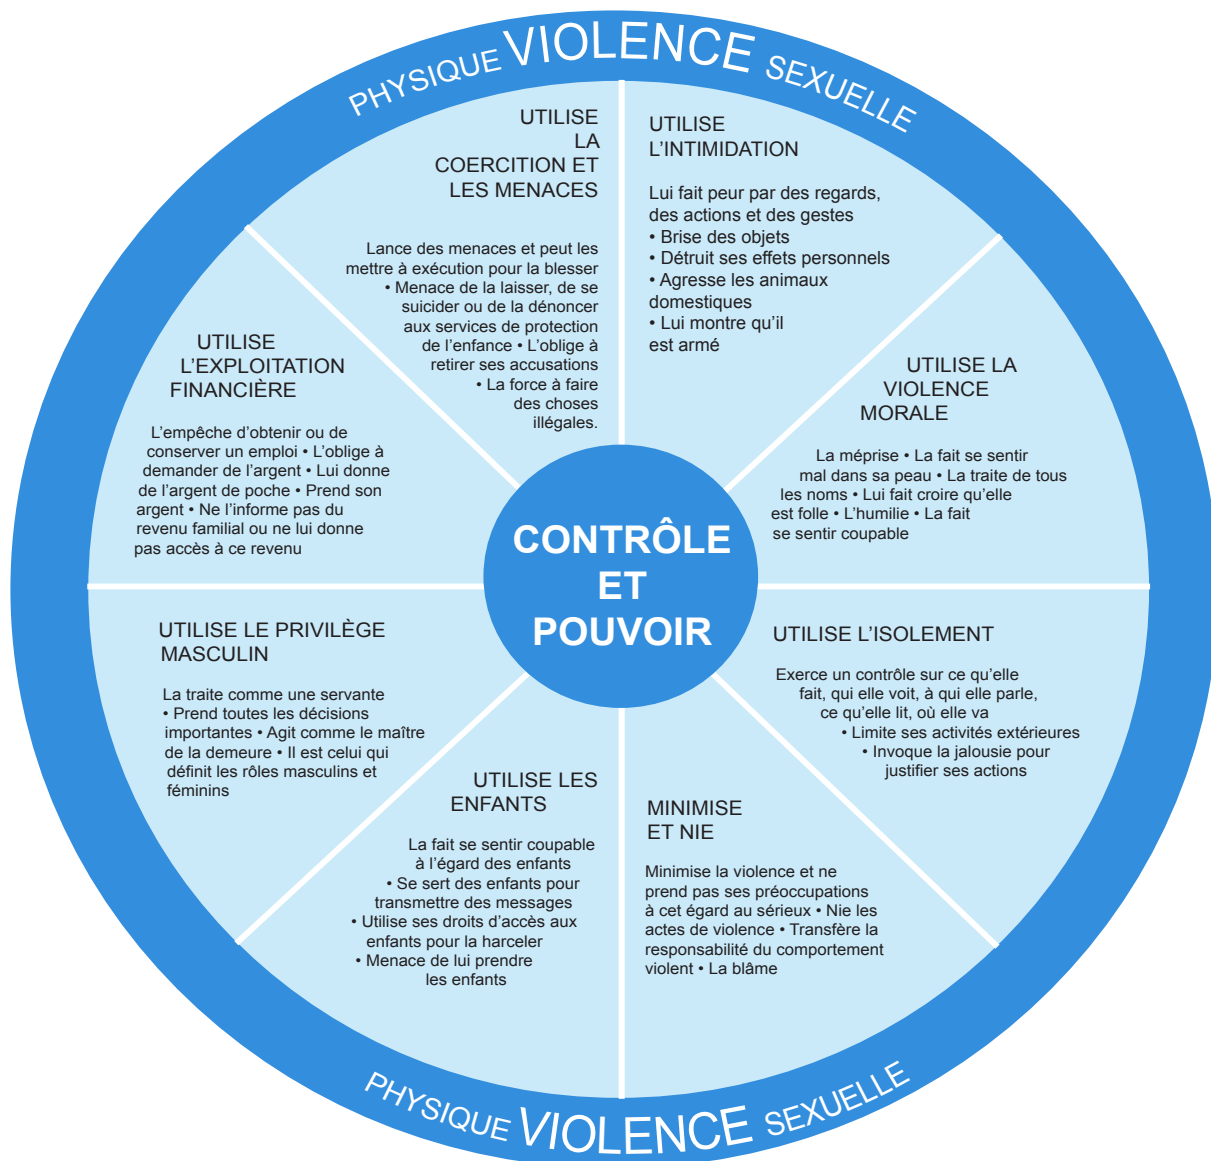 PHYSIQUE VIOLENCE SEXUELLE
UTILISE
LA
COERCITION ET
LES MENACES
Lance des menaces et peut les
mettre à exécution pour la blesser
• Menace de la laisser, de se
suicider ou de la dénoncer
aux services de protection
de l’enfance • L’oblige à
retirer ses accusations
• La force à faire
des choses
illégales.
UTILISE
L’INTIMIDATION
Lui fait peur par des regards,
des actions et des gestes
• Brise des objets
• Détruit ses effets personnels
• Agresse les animaux
domestiques
• Lui montre qu’il
est armé
UTILISE LA
VIOLENCE
MORALE
La méprise • La fait se sentir
mal dans sa peau • La traite de tous
les noms • Lui fait croire qu’elle
est folle • L’humilie • La fait
se sentir coupable
UTILISE L’ISOLEMENT
Exerce un contrôle sur ce qu’elle
fait, qui elle voit, à qui elle parle,
ce qu’elle lit, où elle va
• Limite ses activités extérieures
• Invoque la jalousie pour
justifier ses actions
MINIMISE
ET NIE
Minimise la violence et ne
prend pas ses préoccupations
à cet égard au sérieux • Nie les
actes de violence • Transfère la
responsabilité du comportement
violent • La blâme
UTILISE LES
ENFANTS
La fait se sentir coupable
à l’égard des enfants
• Se sert des enfants pour
transmettre des messages
• Utilise ses droits d’accès aux
enfants pour la harceler
• Menace de lui prendre
les enfants
UTILISE LE PRIVILÈGE
MASCULIN
La traite comme une servante
• Prend toutes les décisions
importantes • Agit comme le maître
de la demeure • Il est celui qui
définit les rôles masculins et
féminins
UTILISE
L’EXPLOITATION
FINANCIÈRE
L’empêche d’obtenir ou de
conserver un emploi • L’oblige à
demander de l’argent • Lui donne
de l’argent de poche • Prend son
argent • Ne l’informe pas du
revenu familial ou ne lui donne
pas accès à ce revenu
CONTRÔLE
ET
POUVOIR
PHYSIQUE VIOLENCE SEXUELLE